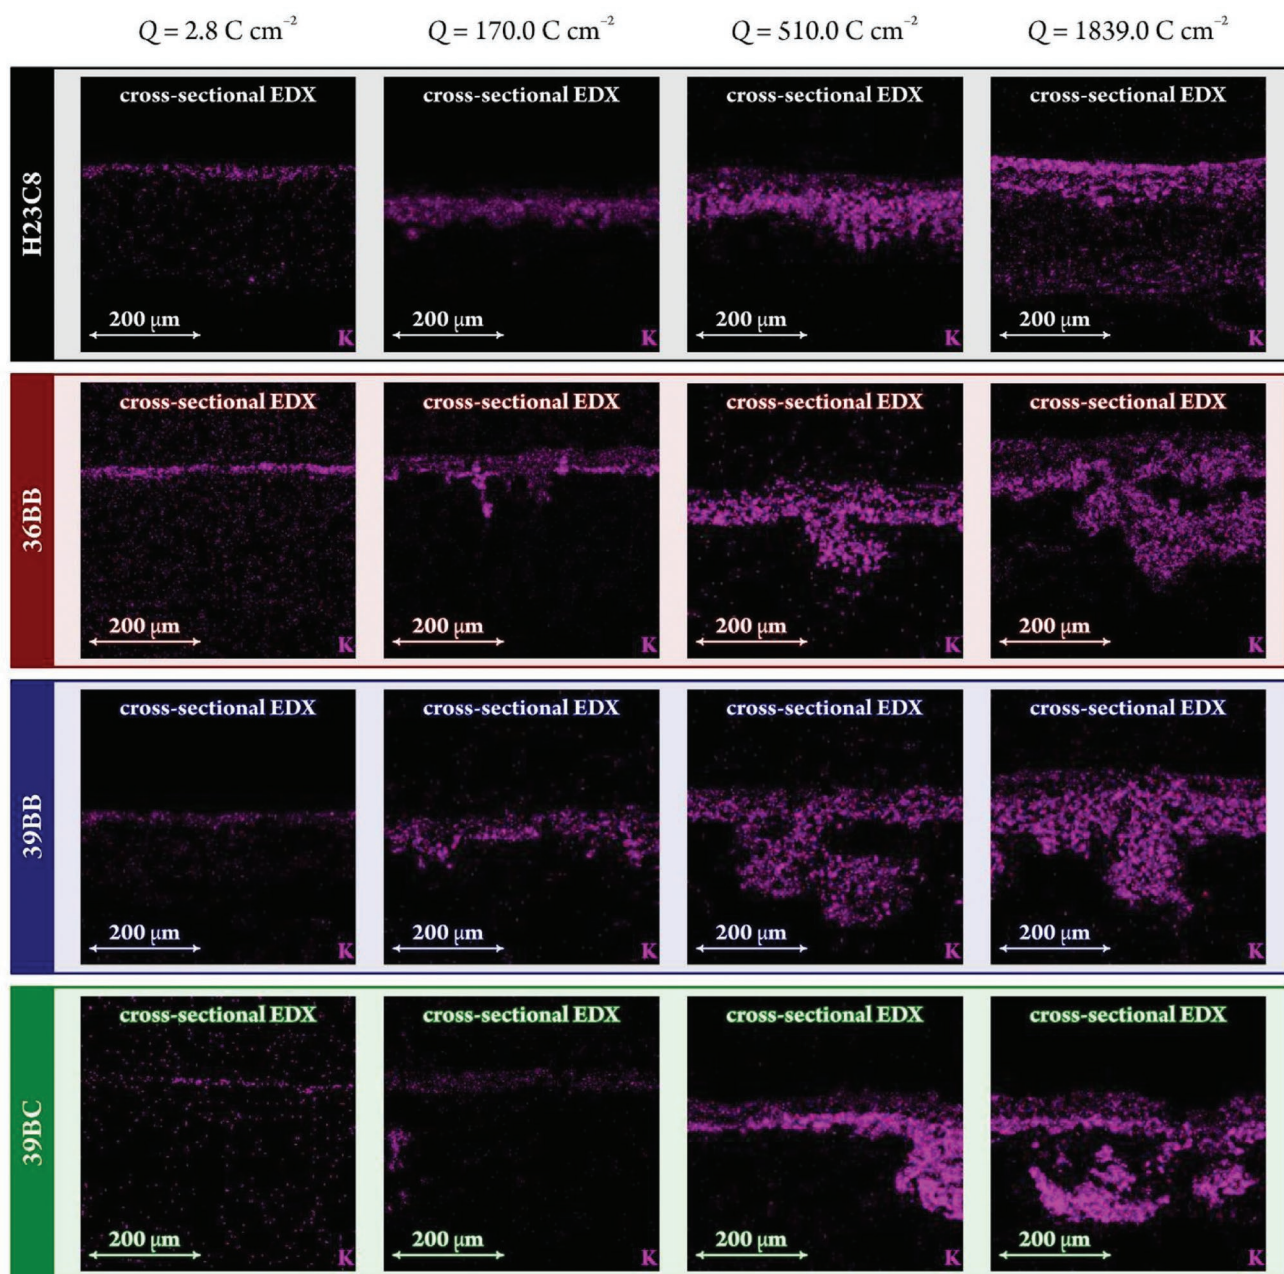 Q = 2.8 C cm⁻²
Q = 170.0 C cm⁻²
Q = 510.0 C cm⁻²
Q = 1839.0 C cm⁻²
H23C8
cross-sectional EDX
cross-sectional EDX
cross-sectional EDX
cross-sectional EDX
200 µm
K
200 µm
K
200 µm
K
200 µm
K
36BB
cross-sectional EDX
cross-sectional EDX
cross-sectional EDX
cross-sectional EDX
200 µm
K
200 µm
K
200 µm
K
200 µm
K
39BB
cross-sectional EDX
cross-sectional EDX
cross-sectional EDX
cross-sectional EDX
200 µm
K
200 µm
K
200 µm
K
200 µm
K
39BC
cross-sectional EDX
cross-sectional EDX
cross-sectional EDX
cross-sectional EDX
200 µm
K
200 µm
K
200 µm
K
200 µm
K